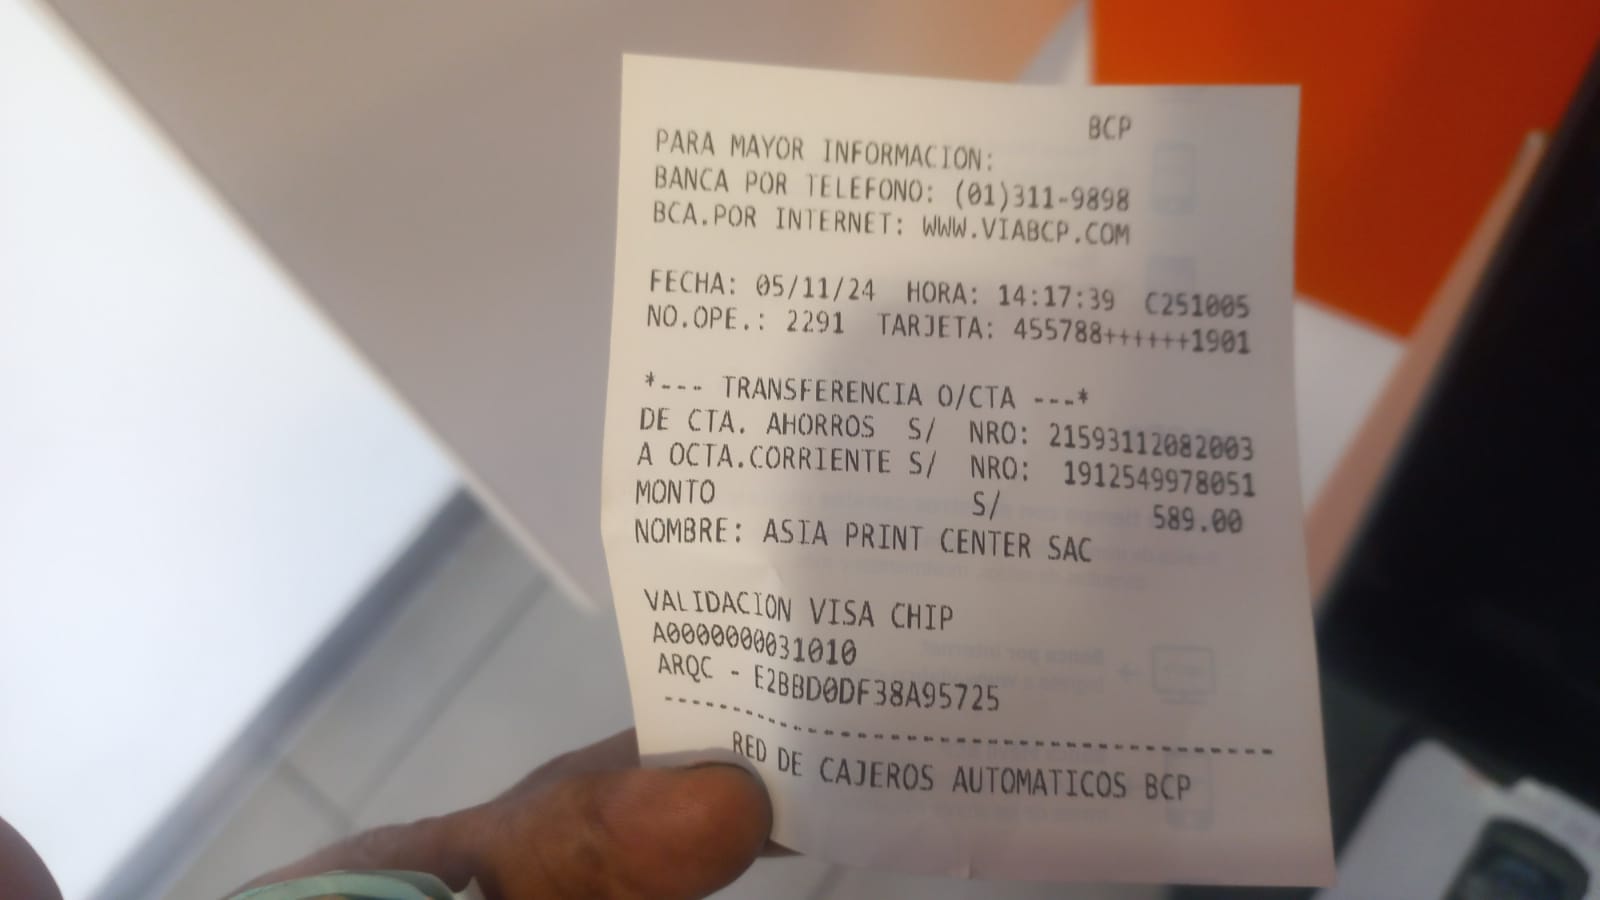 BCP
PARA MAYOR INFORMACION:
BANCA POR TELEFONO: (01)311-9898
BCA.POR INTERNET: WWW.VIABCP.COM
FECHA: 05/11/24 HORA: 14:17:39 C251005
NO.OPE.: 2291 TARJETA: 455788++++++1901
*--- TRANSFERENCIA O/CTA ---*
DE CTA. AHORROS S/ NRO: 21593112082003
A OCTA.CORRIENTE S/ NRO: 1912549978051
MONTO S/ 589.00
NOMBRE: ASIA PRINT CENTER SAC
VALIDACION VISA CHIP
A0000000031010
ARQC - E2BBD0DF38A95725
----------------------------------------
RED DE CAJEROS AUTOMATICOS BCP